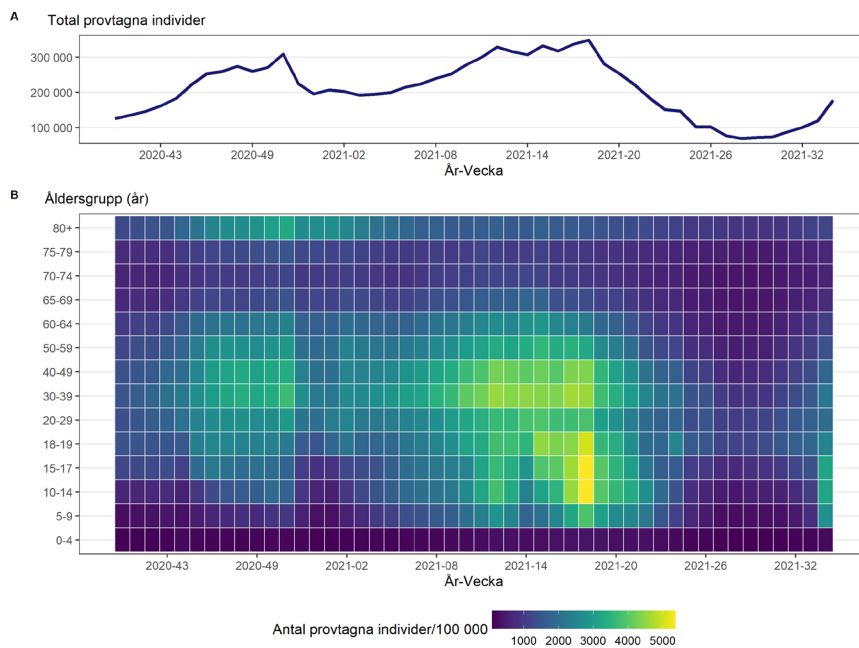 A Total provtagna individer
300 000
200 000
100 000
2020-43 2020-49 2021-02 2021-08 2021-14 2021-20 2021-26 2021-32
År-Vecka
B Åldersgrupp (år)
80+
75-79
70-74
65-69
60-64
50-59
40-49
30-39
20-29
18-19
15-17
10-14
5-9
0-4
2020-43 2020-49 2021-02 2021-08 2021-14 2021-20 2021-26 2021-32
År-Vecka
Antal provtagna individer/100 000
1000 2000 3000 4000 5000